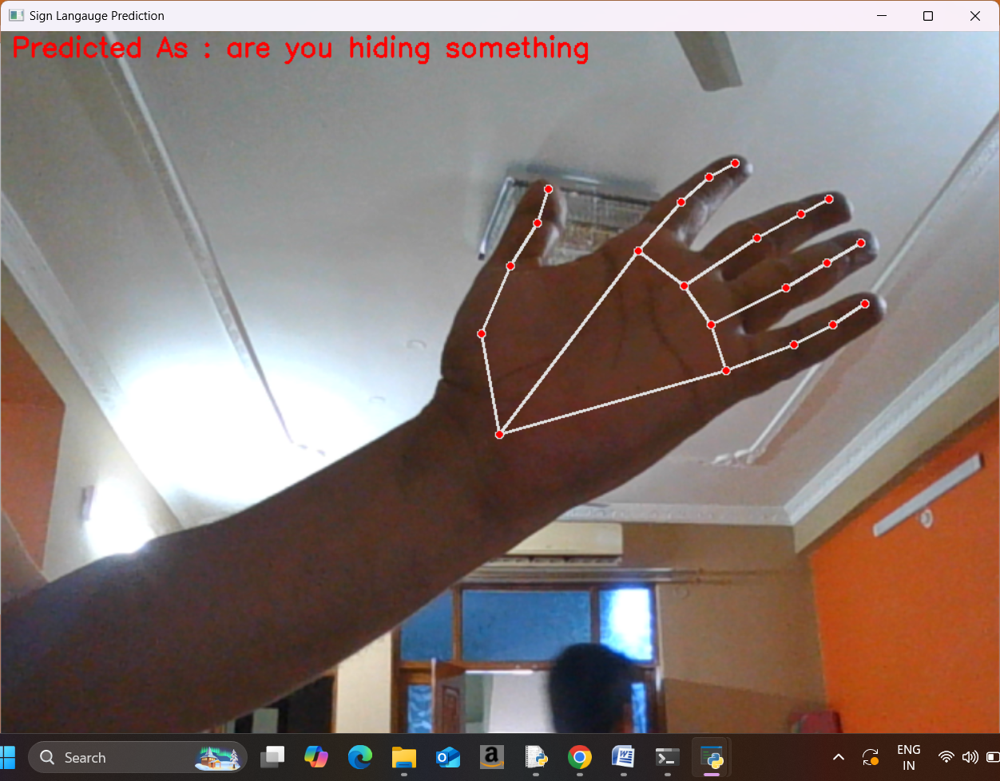 Sign Langauge Prediction
Predicted As : are you hiding something
Search
ENG
IN